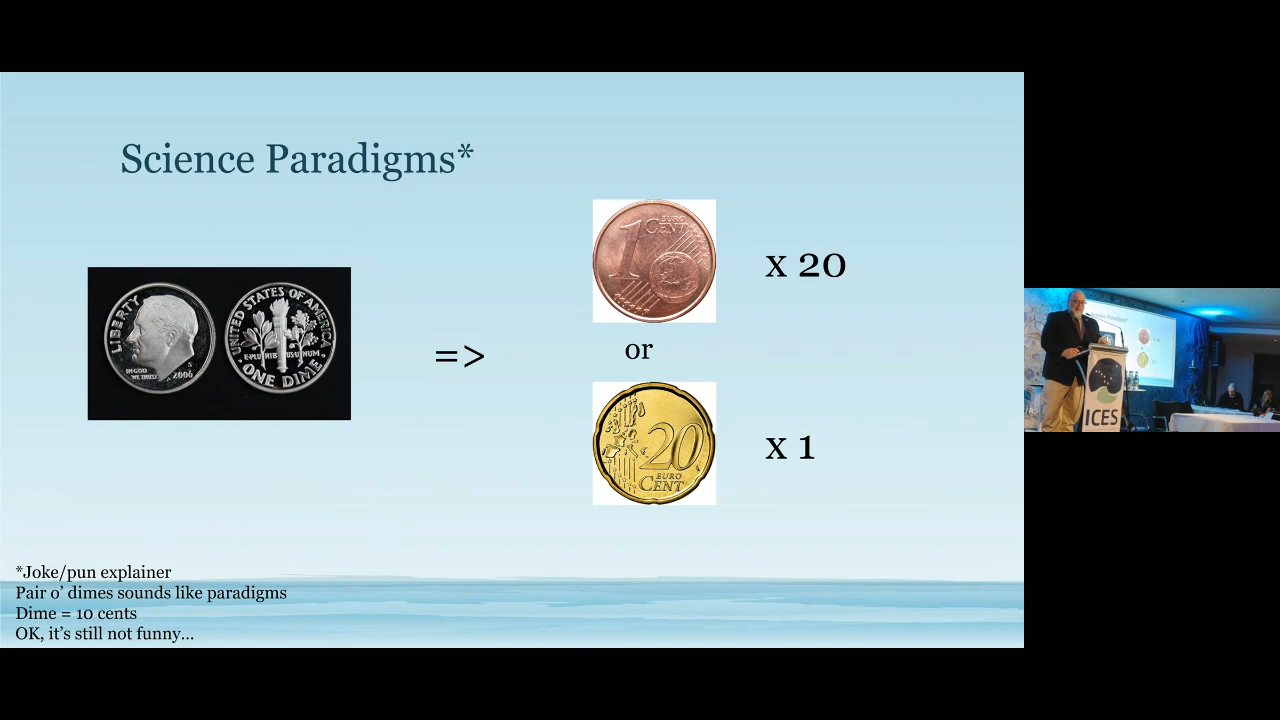 Science Paradigms*
LIBERTY
IN GOD
WE TRUST
S
2006
UNITED STATES OF AMERICA
E PLURIBUS UNUM
ONE DIME
=>
1
EURO
CENT
x 20
or
20
EURO
CENT
x 1
*Joke/pun explainer
Pair o’ dimes sounds like paradigms
Dime = 10 cents
OK, it’s still not funny...
Science Paradigms*
ICES